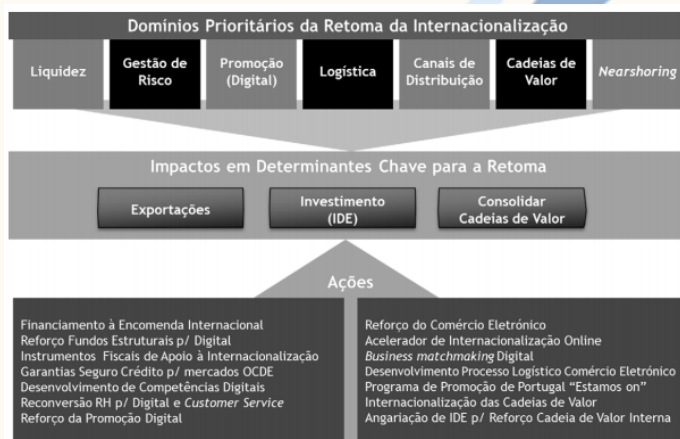 Domínios Prioritários da Retoma da Internacionalização
Liquidez
Gestão de
Risco
Promoção
(Digital)
Logística
Canais de
Distribuição
Cadeias de
Valor
Nearshoring
Impactos em Determinantes Chave para a Retoma
Exportações
Investimento
(IDE)
Consolidar
Cadeias de Valor
Ações
Financiamento à Encomenda Internacional
Reforço Fundos Estruturais p/ Digital
Instrumentos Fiscais de Apoio à Internacionalização
Garantias Seguro Crédito p/ mercados OCDE
Desenvolvimento de Competências Digitais
Reconversão RH p/ Digital e Customer Service
Reforço da Promoção Digital
Reforço do Comércio Eletrónico
Acelerador de Internacionalização Online
Business matchmaking Digital
Desenvolvimento Processo Logístico Comércio Eletrónico
Programa de Promoção de Portugal “Estamos on”
Internacionalização das Cadeias de Valor
Angariação de IDE p/ Reforço Cadeia de Valor Interna